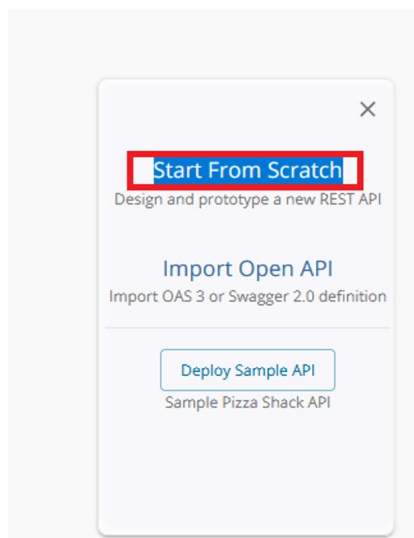 Start From Scratch
Design and prototype a new REST API
Import Open API
Import OAS 3 or Swagger 2.0 definition
Deploy Sample API
Sample Pizza Shack API